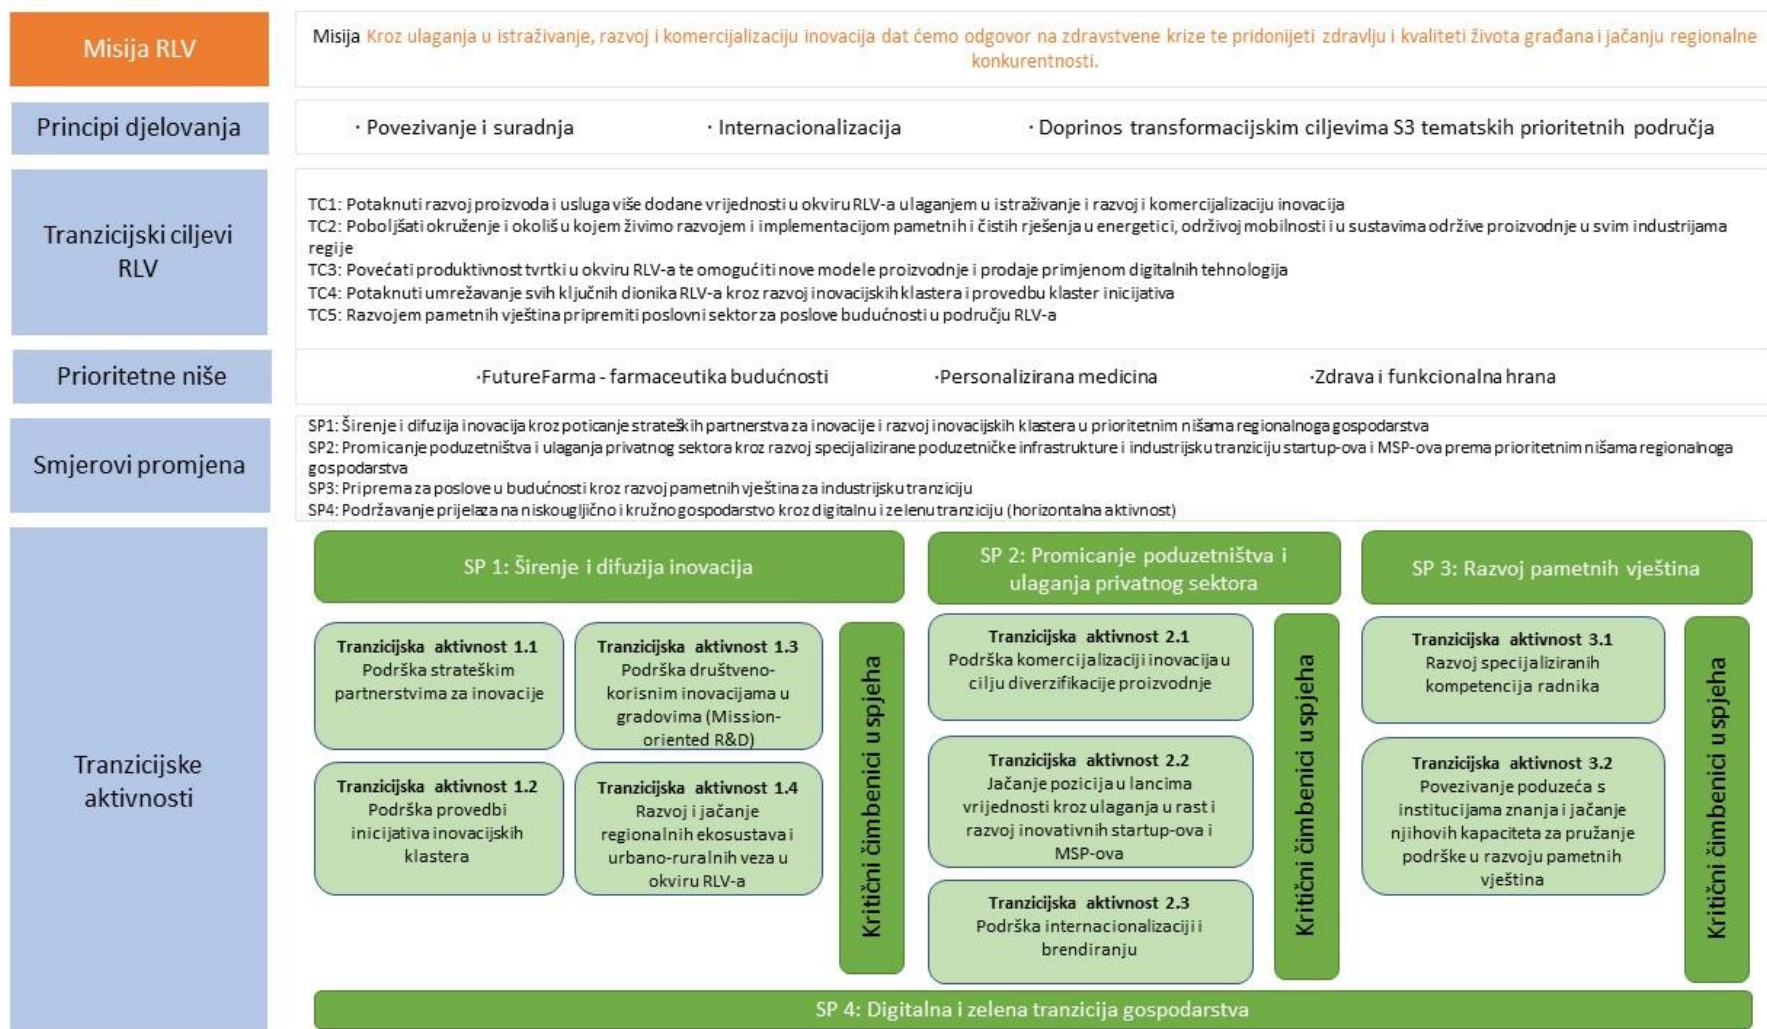 Misija RLV
Misija Kroz ulaganja u istraživanje, razvoj i komercijalizaciju inovacija dat ćemo odgovor na zdravstvene krize te pridonijeti zdravlju i kvaliteti života građana i jačanju regionalne
konkurentnosti.
Principi djelovanja
· Povezivanje i suradnja
· Internacionalizacija
· Doprinos transformacijskim ciljevima S3 tematskih prioritetnih područja
Tranzicijski ciljevi
RLV
TC1: Potaknuti razvoj proizvoda i usluga više dodane vrijednosti u okviru RLV-a ulaganjem u istraživanje i razvoj i komercijalizaciju inovacija
TC2: Poboljšati okruženje i okoliš u kojem živimo razvojem i implementacijom pametnih i čistih rješenja u energetici, održivoj mobilnosti i u sustavima održive proizvodnje u svim industrijama
regije
TC3: Povećati produktivnost tvrtki u okviru RLV-a te omogućiti nove modele proizvodnje i prodaje primjenom digitalnih tehnologija
TC4: Potaknuti umrežavanje svih ključnih dionika RLV-a kroz razvoj inovacijskih klastera i provedbu klaster inicijativa
TC5: Razvojem pametnih vještina pripremiti poslovni sektor za poslove budućnosti u području RLV-a
Prioritetne niše
·FutureFarma - farmaceutika budućnosti
·Personalizirana medicina
·Zdrava i funkcionalna hrana
Smjerovi promjena
SP1: Širenje i difuzija inovacija kroz poticanje strateških partnerstva za inovacije i razvoj inovacijskih klastera u prioritetnim nišama regionalnoga gospodarstva
SP2: Promicanje poduzetništva i ulaganja privatnog sektora kroz razvoj specijalizirane poduzetničke infrastrukture i industrijsku tranziciju startup-ova i MSP-ova prema prioritetnim nišama regionalnoga
gospodarstva
SP3: Priprema za poslove u budućnosti kroz razvoj pametnih vještina za industrijsku tranziciju
SP4: Podržavanje prijelaza na niskougljično i kružno gospodarstvo kroz digitalnu i zelenu tranziciju (horizontalna aktivnost)
Tranzicijske
aktivnosti
SP 1: Širenje i difuzija inovacija
Tranzicijska aktivnost 1.1
Podrška strateškim
partnerstvima za inovacije
Tranzicijska aktivnost 1.2
Podrška provedbi
inicijativa inovacijskih
klastera
Tranzicijska aktivnost 1.3
Podrška društveno-
korisnim inovacijama u
gradovima (Mission-
oriented R&D)
Tranzicijska aktivnost 1.4
Razvoj i jačanje
regionalnih ekosustava i
urbano-ruralnih veza u
okviru RLV-a
Kritični čimbenici uspjeha
SP 2: Promicanje poduzetništva i
ulaganja privatnog sektora
Tranzicijska aktivnost 2.1
Podrška komercijalizaciji inovacija u
cilju diverzifikacije proizvodnje
Tranzicijska aktivnost 2.2
Jačanje pozicija u lancima
vrijednosti kroz ulaganja u rast i
razvoj inovativnih startup-ova i
MSP-ova
Tranzicijska aktivnost 2.3
Podrška internacionalizaciji i
brendiranju
Kritični čimbenici uspjeha
SP 3: Razvoj pametnih vještina
Tranzicijska aktivnost 3.1
Razvoj specijaliziranih
kompetencija radnika
Tranzicijska aktivnost 3.2
Povezivanje poduzeća s
institucijama znanja i jačanje
njihovih kapaciteta za pružanje
podrške u razvoju pametnih
vještina
Kritični čimbenici uspjeha
SP 4: Digitalna i zelena tranzicija gospodarstva